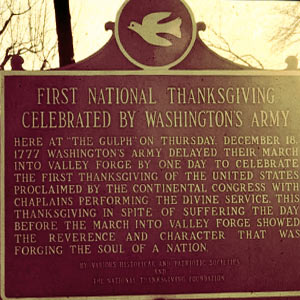 FIRST NATIONAL THANKSGIVING
CELEBRATED BY WASHINGTON'S ARMY
HERE AT "THE GULPH" ON THURSDAY, DECEMBER 18,
1777 WASHINGTON'S ARMY DELAYED THEIR MARCH
INTO VALLEY FORGE BY ONE DAY TO CELEBRATE
THE FIRST THANKSGIVING OF THE UNITED STATES
PROCLAIMED BY THE CONTINENTAL CONGRESS WITH
CHAPLAINS PERFORMING THE DIVINE SERVICE. THIS
THANKSGIVING IN SPITE OF SUFFERING THE DAY
BEFORE THE MARCH INTO VALLEY FORGE SHOWED
THE REVERENCE AND CHARACTER THAT WAS
FORGING THE SOUL OF A NATION.
BY VARIOUS HISTORICAL AND PATRIOTIC SOCIETIES
AND
THE NATIONAL THANKSGIVING FOUNDATION